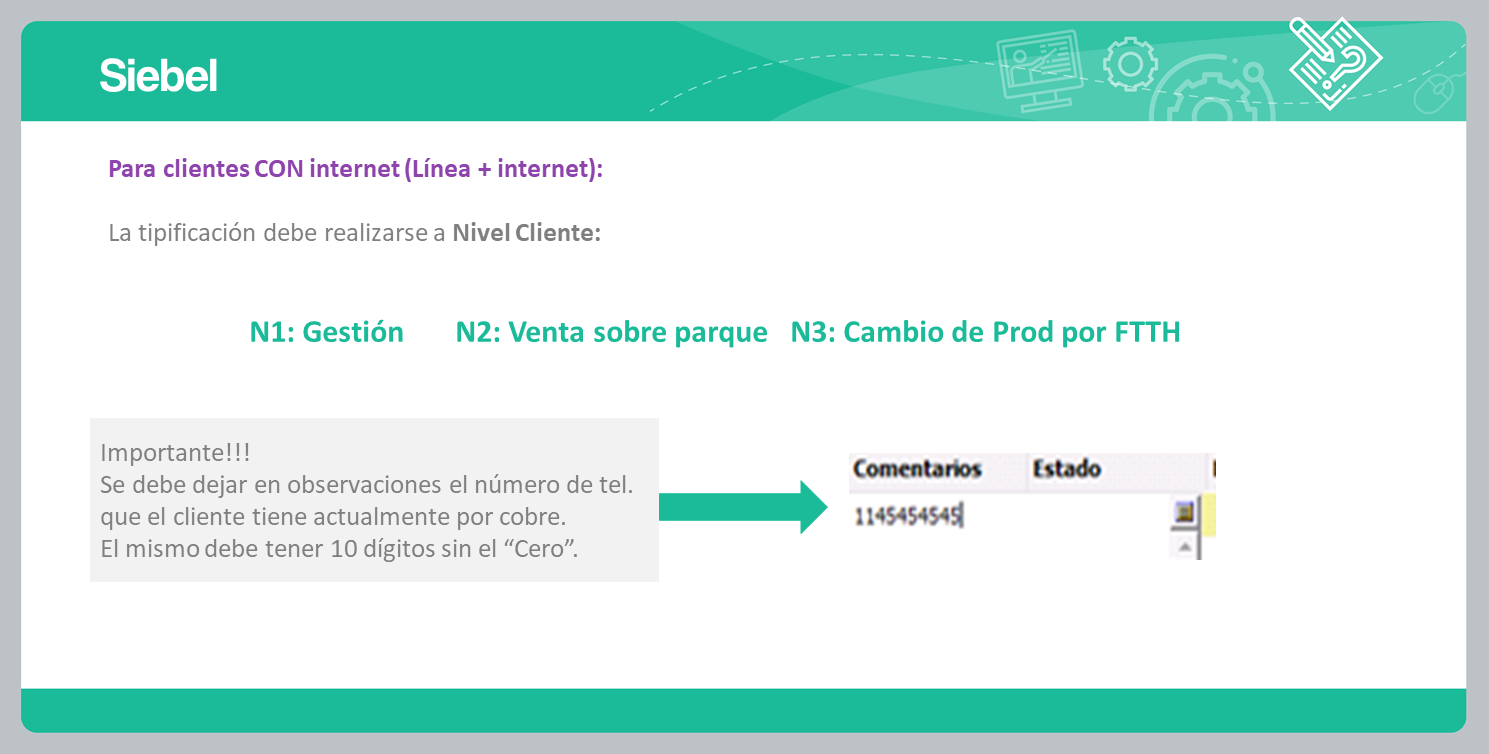 Siebel
Para clientes CON internet (Línea + internet):
La tipificación debe realizarse a Nivel Cliente:
N1: Gestión N2: Venta sobre parque N3: Cambio de Prod por FTTH
Importante!!!
Se debe dejar en observaciones el número de tel.
que el cliente tiene actualmente por cobre.
El mismo debe tener 10 dígitos sin el “Cero”.
Comentarios Estado
1145454545